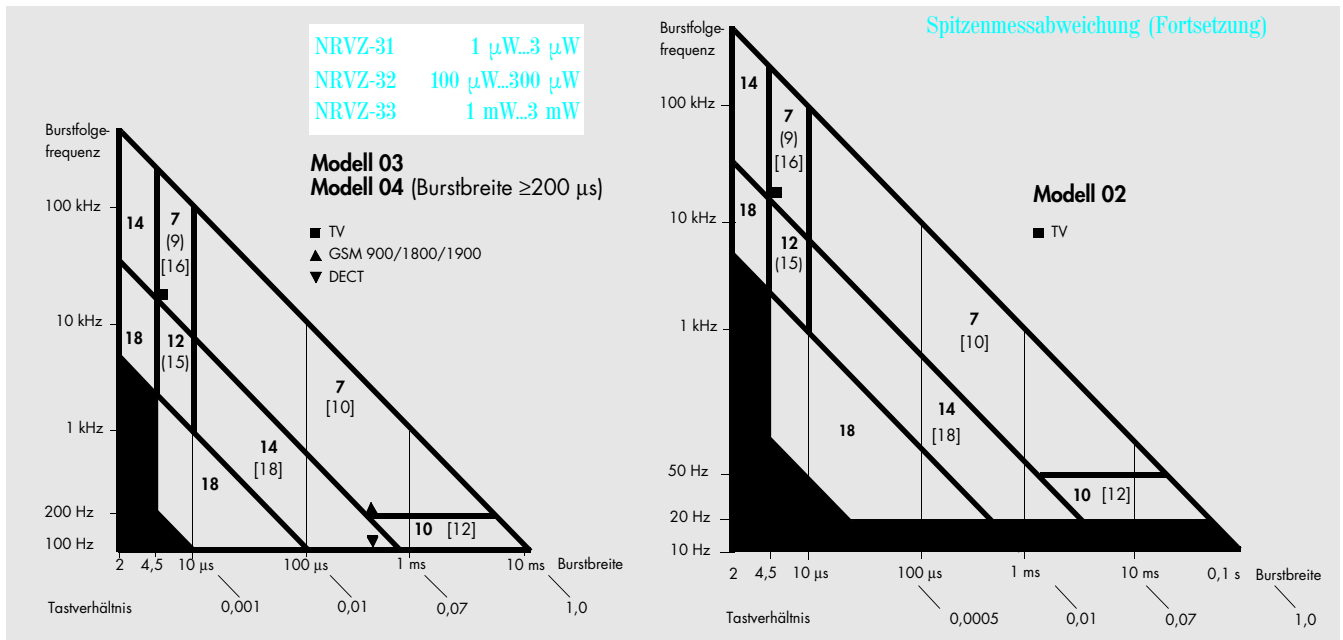 Spitzenmessabweichung (Fortsetzung)
NRVZ-31 1 µW...3 µW
NRVZ-32 100 µW...300 µW
NRVZ-33 1 mW...3 mW
Burstfolge-
frequenz
Modell 03
Modell 04 (Burstbreite ≥200 µs)
■ TV
▲ GSM 900/1800/1900
▼ DECT
100 kHz
10 kHz
1 kHz
200 Hz
100 Hz
14
7
(9)
[16]
18
12
(15)
7
[10]
14
[18]
18
10 [12]
2 4,5 10 µs 100 µs 1 ms 10 ms Burstbreite
Tastverhältnis 0,001 0,01 0,07 1,0
Burstfolge-
frequenz
Modell 02
■ TV
100 kHz
10 kHz
1 kHz
50 Hz
20 Hz
10 Hz
14
7
(9)
[16]
18
12
(15)
7
[10]
14
[18]
18
10 [12]
2 4,5 10 µs 100 µs 1 ms 10 ms 0,1 s Burstbreite
Tastverhältnis 0,0005 0,01 0,07 1,0